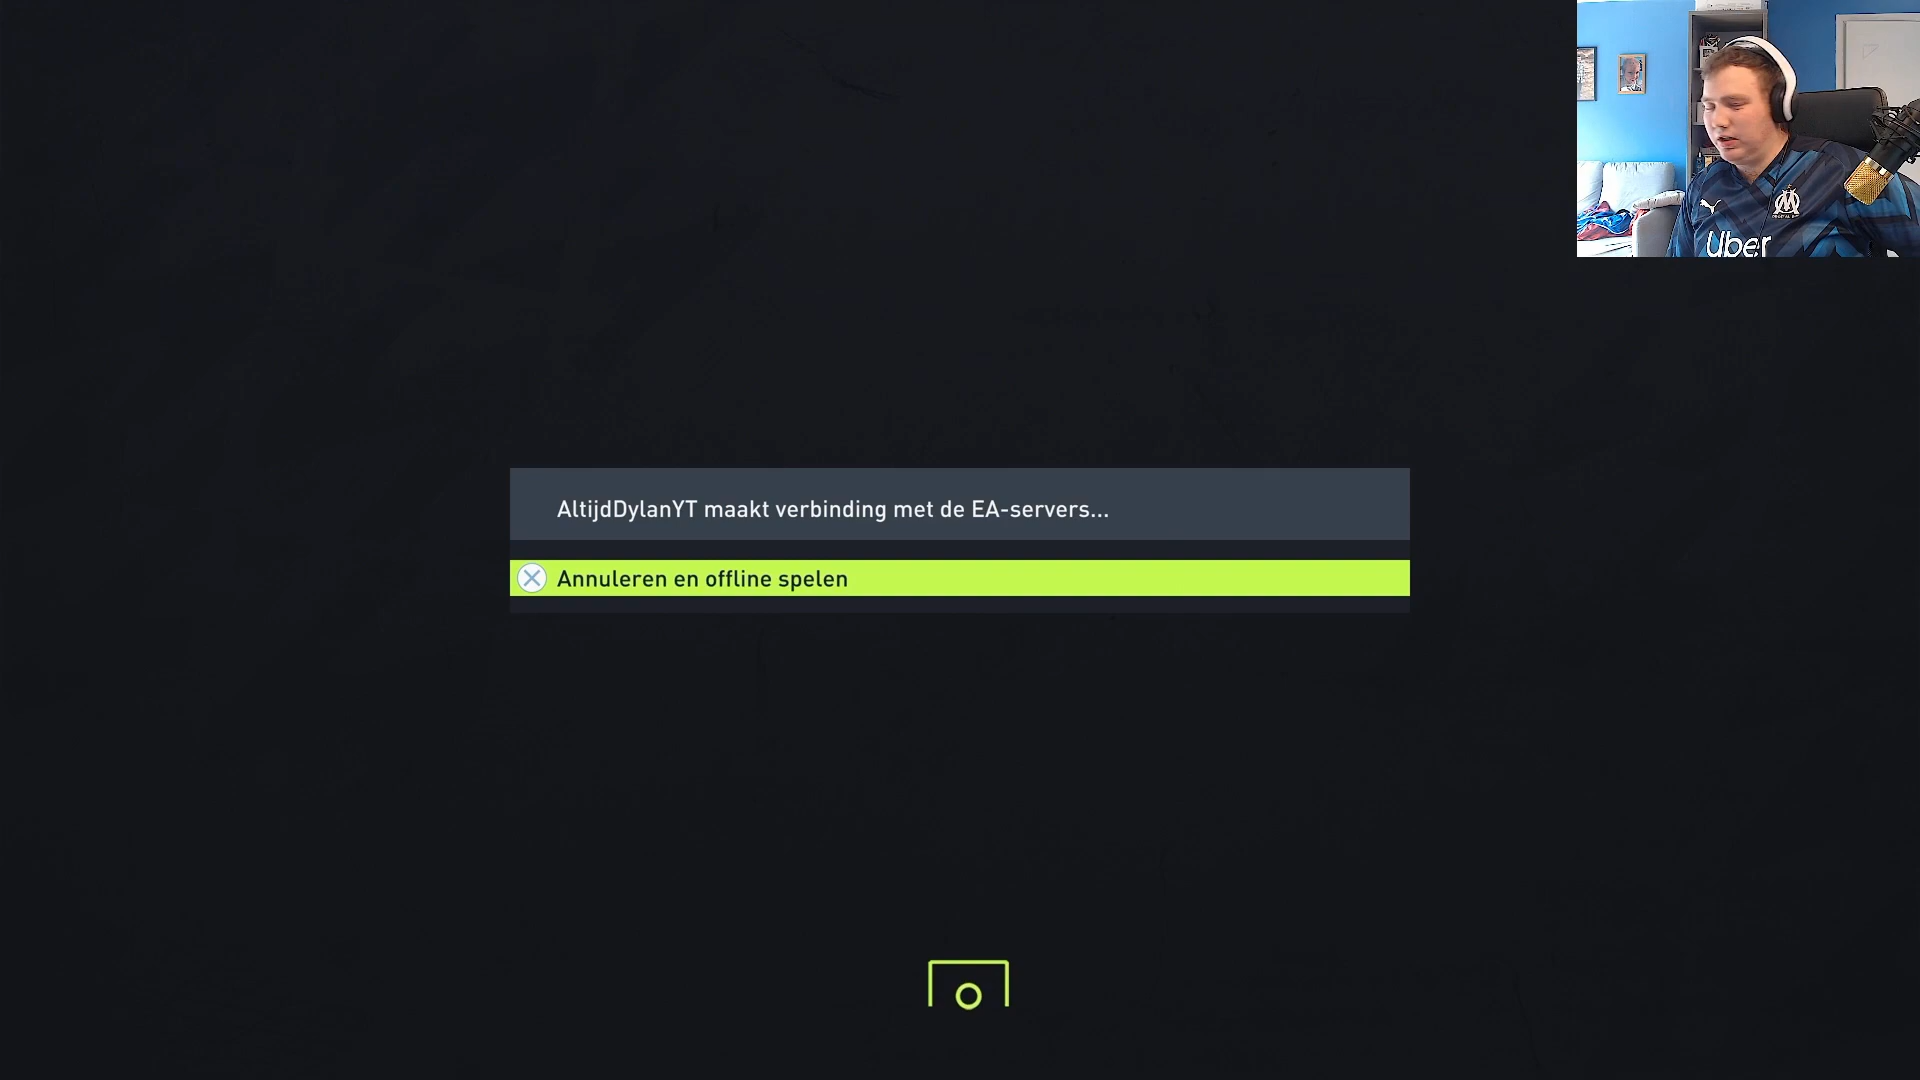 AltijdDylanYT maakt verbinding met de EA-servers...
Annuleren en offline spelen
Uber